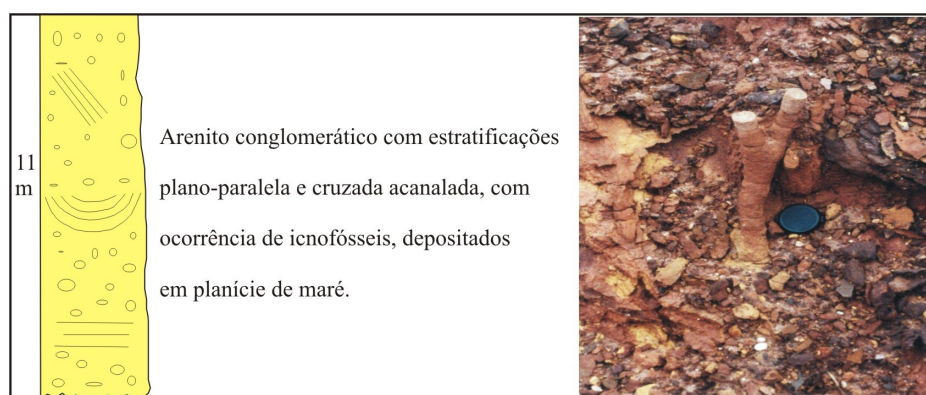 11
m
Arenito conglomerático com estratificações
plano-paralela e cruzada acanalada, com
ocorrência de icnofósseis, depositados
em planície de maré.